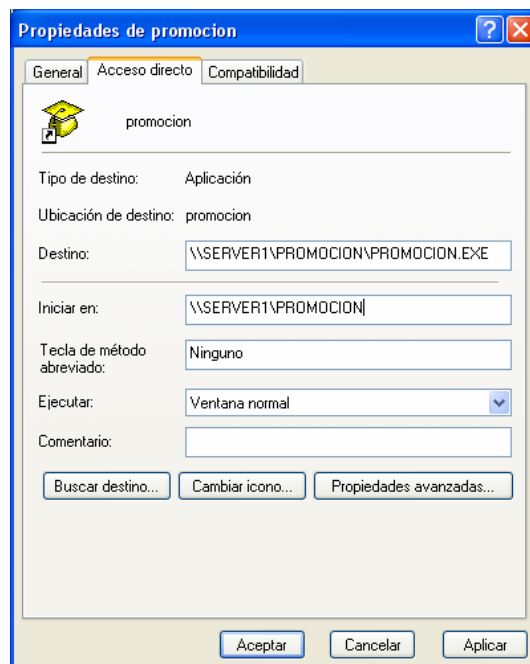 Propiedades de promocion
General Acceso directo Compatibilidad
promocion
Tipo de destino: Aplicación
Ubicación de destino: promocion
Destino: \\SERVER1\PROMOCION\PROMOCION.EXE
Iniciar en: \\SERVER1\PROMOCION
Tecla de método abreviado: Ninguno
Ejecutar: Ventana normal
Comentario:
Buscar destino... Cambiar icono... Propiedades avanzadas...
Aceptar Cancelar Aplicar